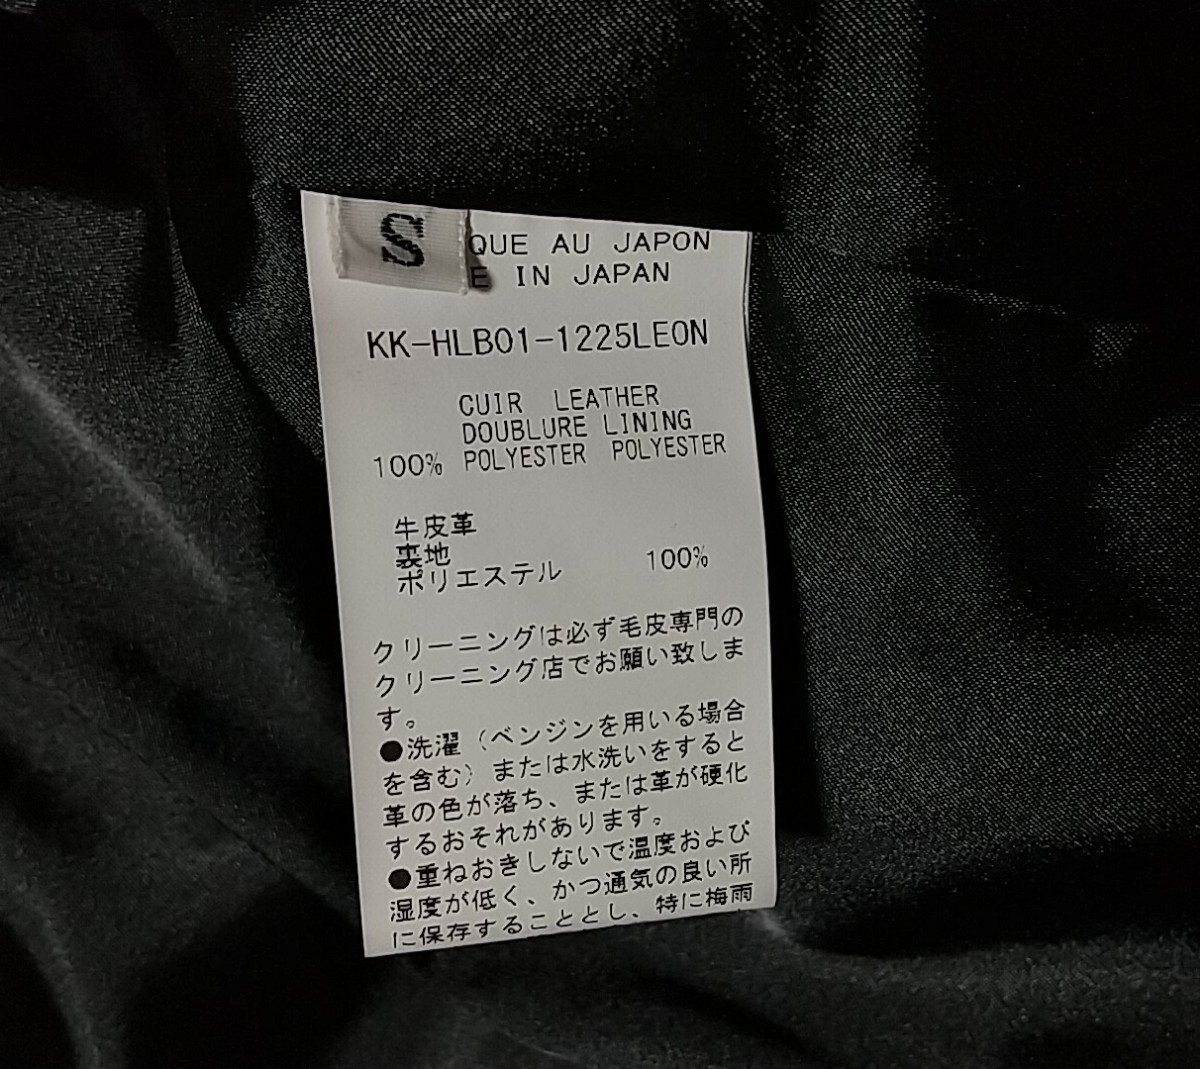 S
QUE AU JAPON
E IN JAPAN
KK-HLB01-1225LEON
CUIR LEATHER
DOUBLURE LINING
100% POLYESTER POLYESTER
牛皮革
裏地
ポリエステル 100%
クリーニングは必ず毛皮専門の
クリーニング店でお願い致しま
す。
●洗濯（ベンジンを用いる場合
を含む）または水洗いをすると
革の色が落ち、または革が硬化
するおそれがあります。
●重ねおきしないで温度および
湿度が低く、かつ通気の良い所
に保存することとし、特に梅雨